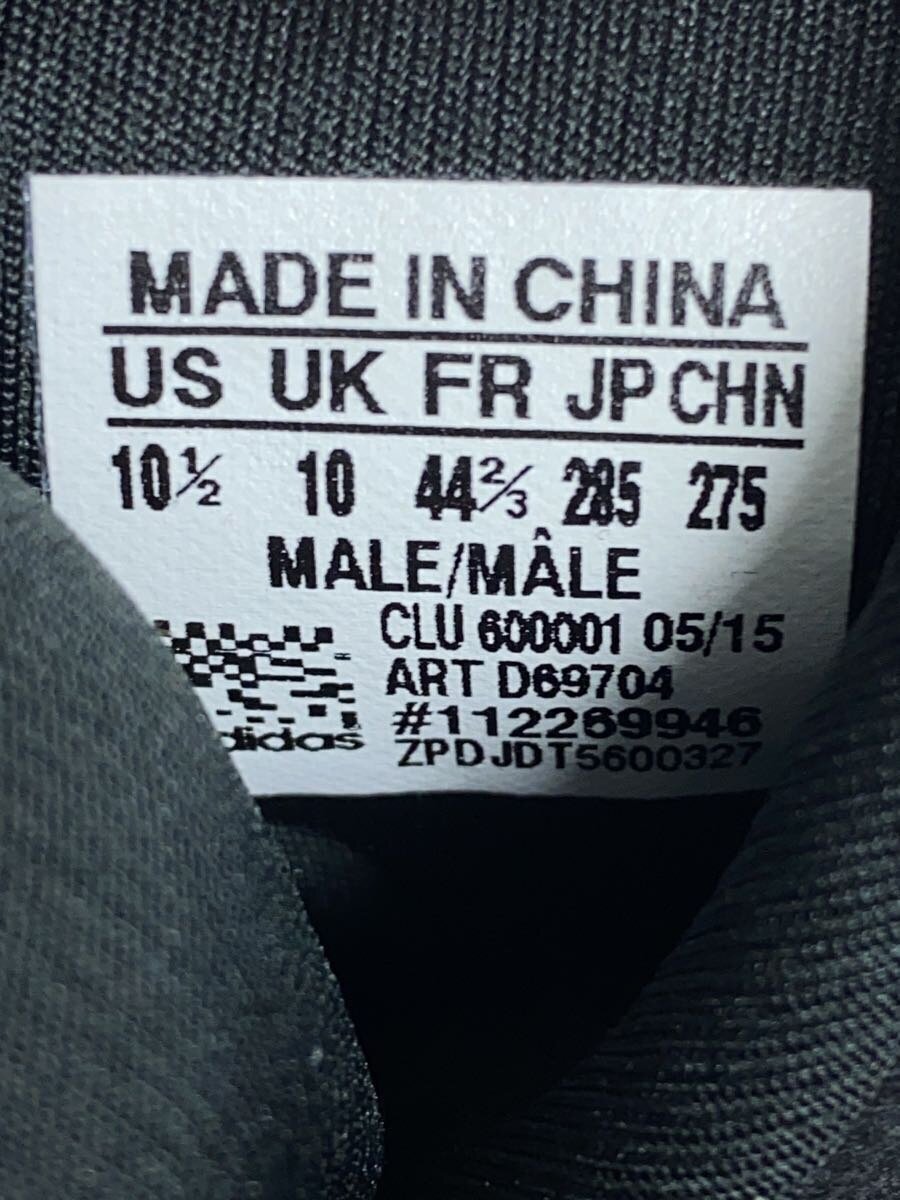 MADE IN CHINA
US UK FR JP CHN
10½ 10 44⅔ 285 275
MALE/MÂLE
CLU 600001 05/15
ART D69704
#112269946
adidas
ZPDJDT5600327